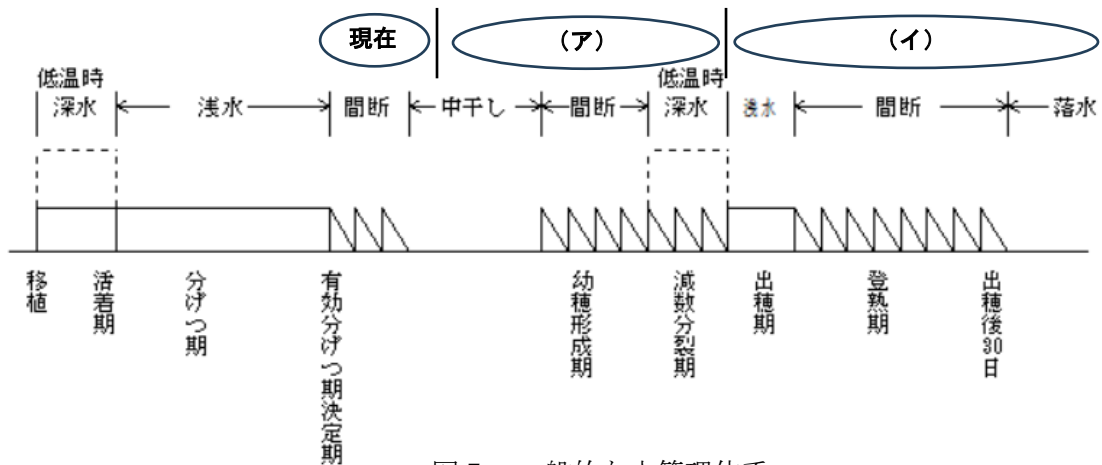 現在
(ア)
(イ)
低温時
深水
浅水
間断
中干し
間断
低温時
深水
浅水
間断
落水
移植
活着期
分げつ期
有効分げつ期決定期
幼穂形成期
減数分裂期
出穂期
登熟期
出穂後30日